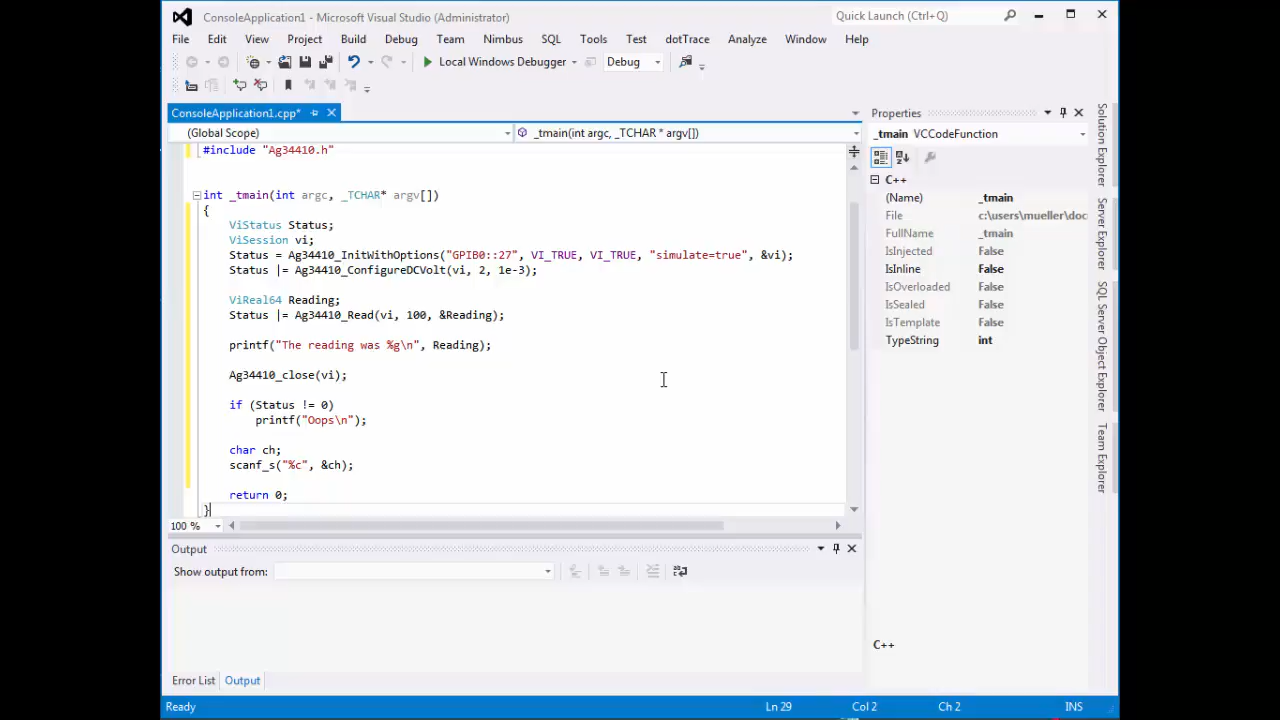 ConsoleApplication1 - Microsoft Visual Studio (Administrator)
Quick Launch (Ctrl+Q)
File Edit View Project Build Debug Team Nimbus SQL Tools Test dotTrace Analyze Window Help
Local Windows Debugger Debug
ConsoleApplication1.cpp*
(Global Scope)
_tmain(int argc, _TCHAR * argv[])
#include "Ag34410.h"
int _tmain(int argc, _TCHAR* argv[])
{
ViStatus Status;
ViSession vi;
Status = Ag34410_InitWithOptions("GPIB0::27", VI_TRUE, VI_TRUE, "simulate=true", &vi);
Status |= Ag34410_ConfigureDCVolt(vi, 2, 1e-3);
ViReal64 Reading;
Status |= Ag34410_Read(vi, 100, &Reading);
printf("The reading was %g\n", Reading);
Ag34410_close(vi);
if (Status != 0)
printf("Oops\n");
char ch;
scanf_s("%c", &ch);
return 0;
}
100 %
Output
Show output from:
Error List Output
Properties
_tmain VCCodeFunction
C++
(Name) _tmain
File c:\users\mueller\doc
FullName _tmain
IsInjected False
IsInline False
IsOverloaded False
IsSealed False
IsTemplate False
TypeString int
C++
Solution Explorer
Server Explorer
SQL Server Object Explorer
Team Explorer
Ready Ln 29 Col 2 Ch 2 INS